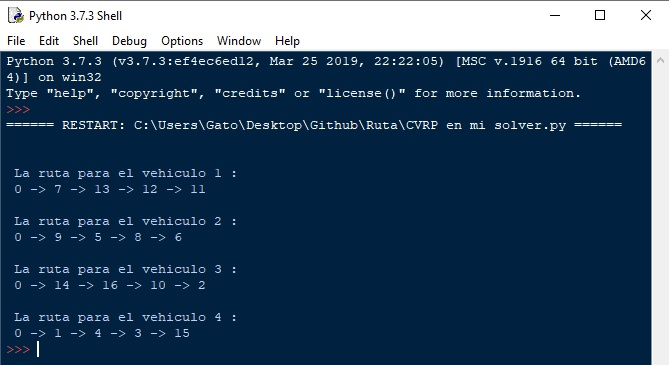 Python 3.7.3 Shell
File Edit Shell Debug Options Window Help
Python 3.7.3 (v3.7.3:ef4ec6ed12, Mar 25 2019, 22:22:05) [MSC v.1916 64 bit (AMD6
4)] on win32
Type "help", "copyright", "credits" or "license()" for more information.
>>>
====== RESTART: C:\Users\Gato\Desktop\Github\Ruta\CVRP en mi solver.py ======
La ruta para el vehiculo 1 :
0 -> 7 -> 13 -> 12 -> 11
La ruta para el vehiculo 2 :
0 -> 9 -> 5 -> 8 -> 6
La ruta para el vehiculo 3 :
0 -> 14 -> 16 -> 10 -> 2
La ruta para el vehiculo 4 :
0 -> 1 -> 4 -> 3 -> 15
>>>